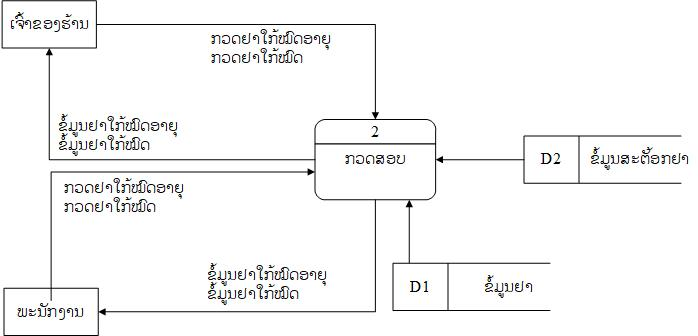 ເຈົ້າຂອງຮ້ານ
ກວດຢາໃກ້ໝົດອາຍຸ
ກວດຢາໃກ້ໝົດ
ຂໍ້ມູນຢາໃກ້ໝົດອາຍຸ
ຂໍ້ມູນຢາໃກ້ໝົດ
2
ກວດສອບ
D2 ຂໍ້ມູນສະຕ໊ອກຢາ
ກວດຢາໃກ້ໝົດອາຍຸ
ກວດຢາໃກ້ໝົດ
ຂໍ້ມູນຢາໃກ້ໝົດອາຍຸ
ຂໍ້ມູນຢາໃກ້ໝົດ
D1 ຂໍ້ມູນຢາ
ພະນັກງານ